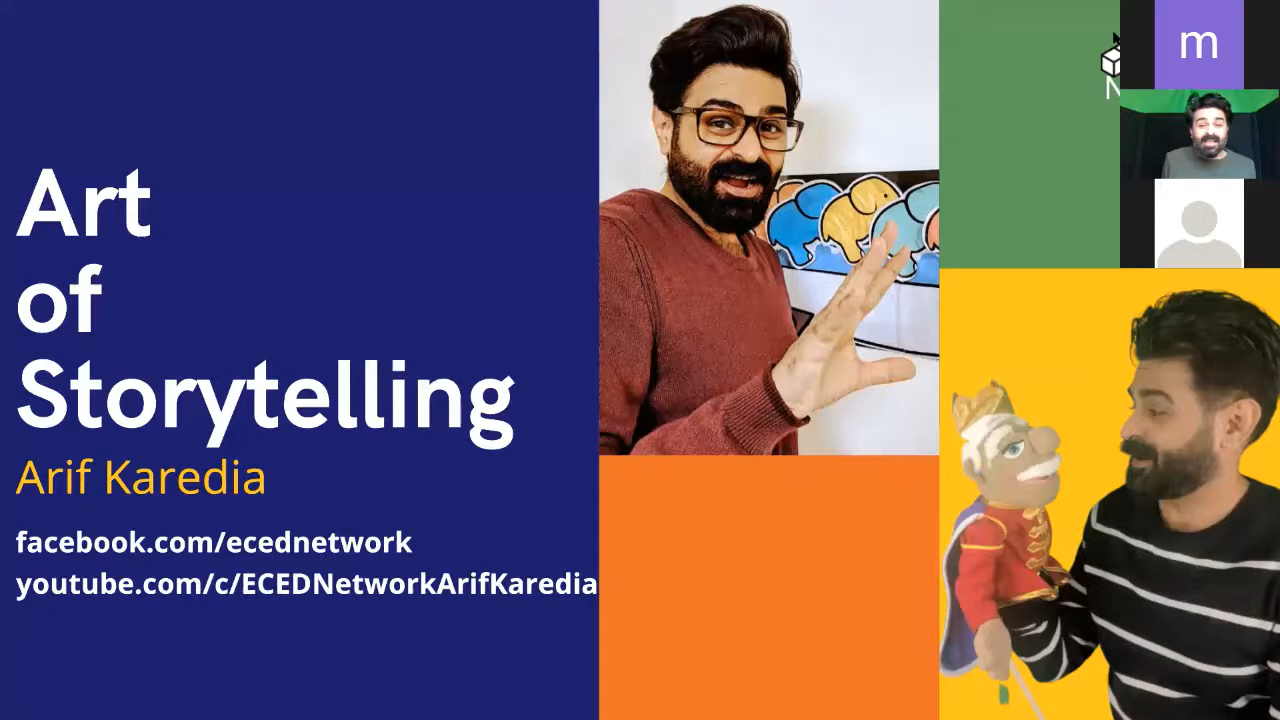 Art
of
Storytelling
Arif Karedia
facebook.com/ecednetwork
youtube.com/c/ECEDNetworkArifKaredia
N
m